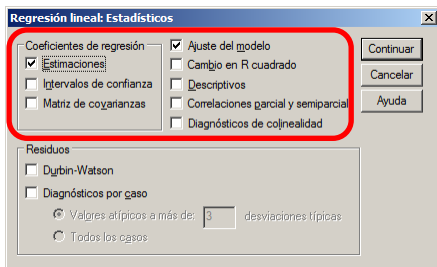 Regresión lineal: Estadísticos
Coeficientes de regresión
Estimaciones
Intervalos de confianza
Matriz de covarianzas
Ajuste del modelo
Cambio en R cuadrado
Descriptivos
Correlaciones parcial y semiparcial
Diagnósticos de colinealidad
Continuar
Cancelar
Ayuda
Residuos
Durbin-Watson
Diagnósticos por caso
Valores atípicos a más de: 3 desviaciones típicas
Todos los casos